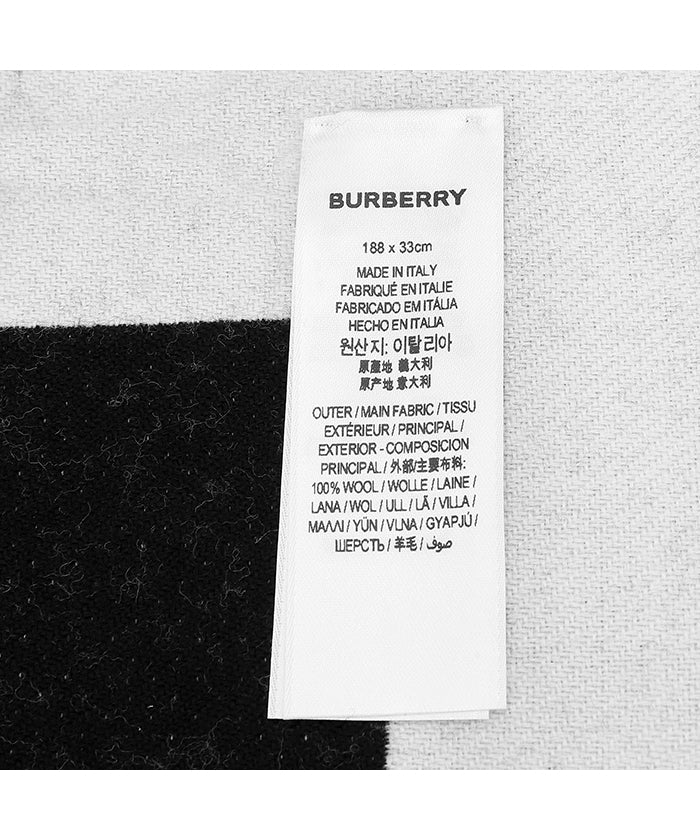 BURBERRY
188 x 33cm
MADE IN ITALY
FABRIQUÉ EN ITALIE
FABRICADO EM ITÁLIA
HECHO EN ITALIA
원산지: 이탈리아
原產地 義大利
原产地 意大利
OUTER / MAIN FABRIC / TISSU
EXTÉRIEUR / PRINCIPAL /
EXTERIOR - COMPOSICION
PRINCIPAL / 外部/主要布料:
100% WOOL / WOLLE / LAINE /
LANA / WOL / ULL / LÃ / VILLA /
ΜΑΛΛΙ / YÜN / VLNA / GYAPJÚ /
ШЕРСТЬ / 羊毛 / صوف